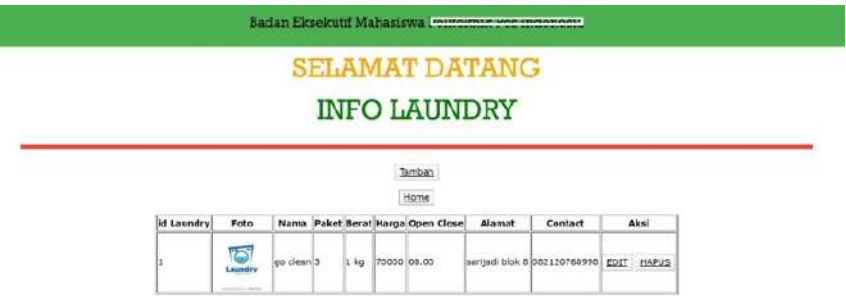 Badan Eksekutif Mahasiswa
SELAMAT DATANG
INFO LAUNDRY
Tambah
Home
id Laundry Foto Nama Paket Berat Harga Open Close Alamat Contact Aksi
1 Laundry go clean 3 1 kg 70000 08.00 serijadi blok 8 082120768998 EDIT HAPUS